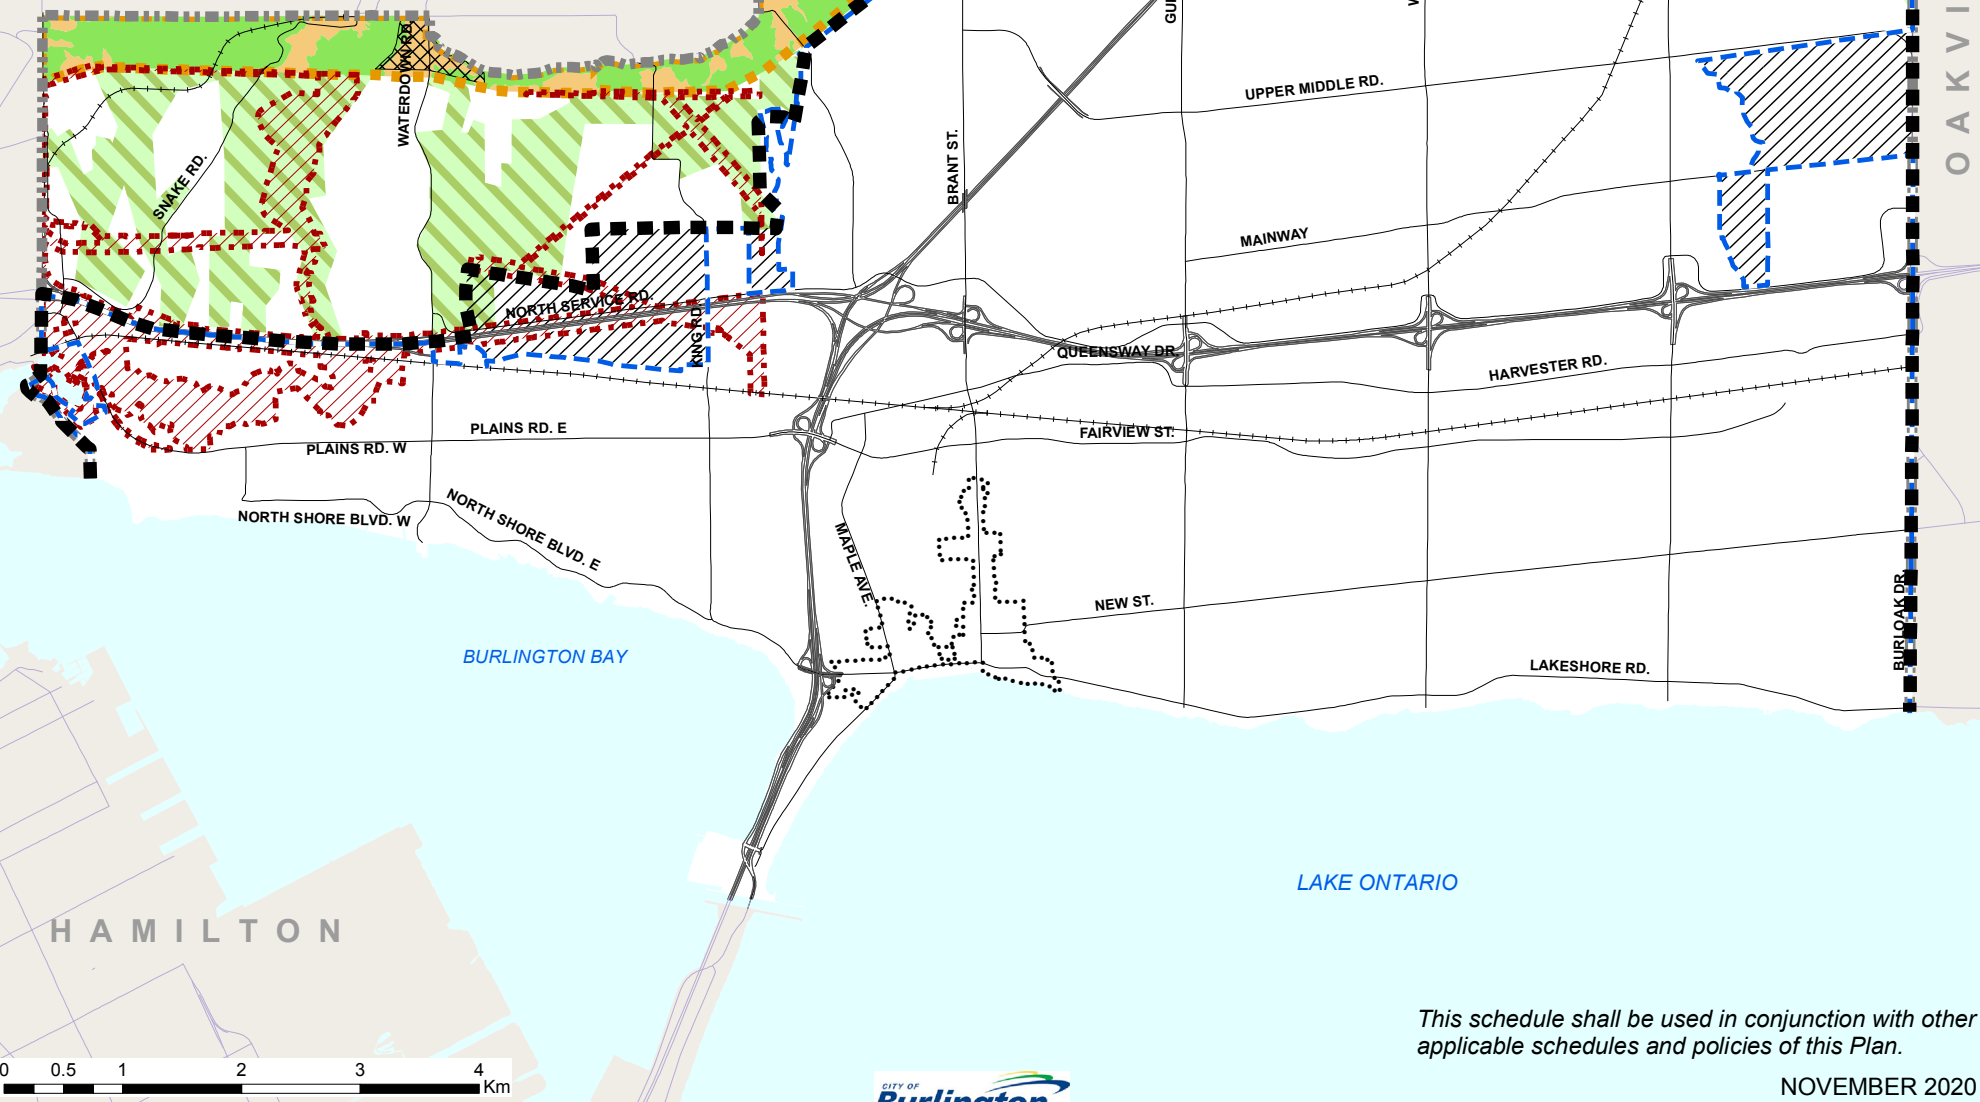 WATERDOWN RD.
SNAKE RD.
UPPER MIDDLE RD.
BRANT ST.
OAKVI
MAINWAY
NORTH SERVICE RD.
KING RD.
QUEENSWAY DR.
HARVESTER RD.
PLAINS RD. E
PLAINS RD. W
FAIRVIEW ST.
NORTH SHORE BLVD. W
NORTH SHORE BLVD. E
MAPLE AVE.
NEW ST.
BURLOAK DR.
LAKESHORE RD.
BURLINGTON BAY
LAKE ONTARIO
HAMILTON
This schedule shall be used in conjunction with other
applicable schedules and policies of this Plan.
0 0.5 1 2 3 4
Km
CITY OF
Burlington
NOVEMBER 2020